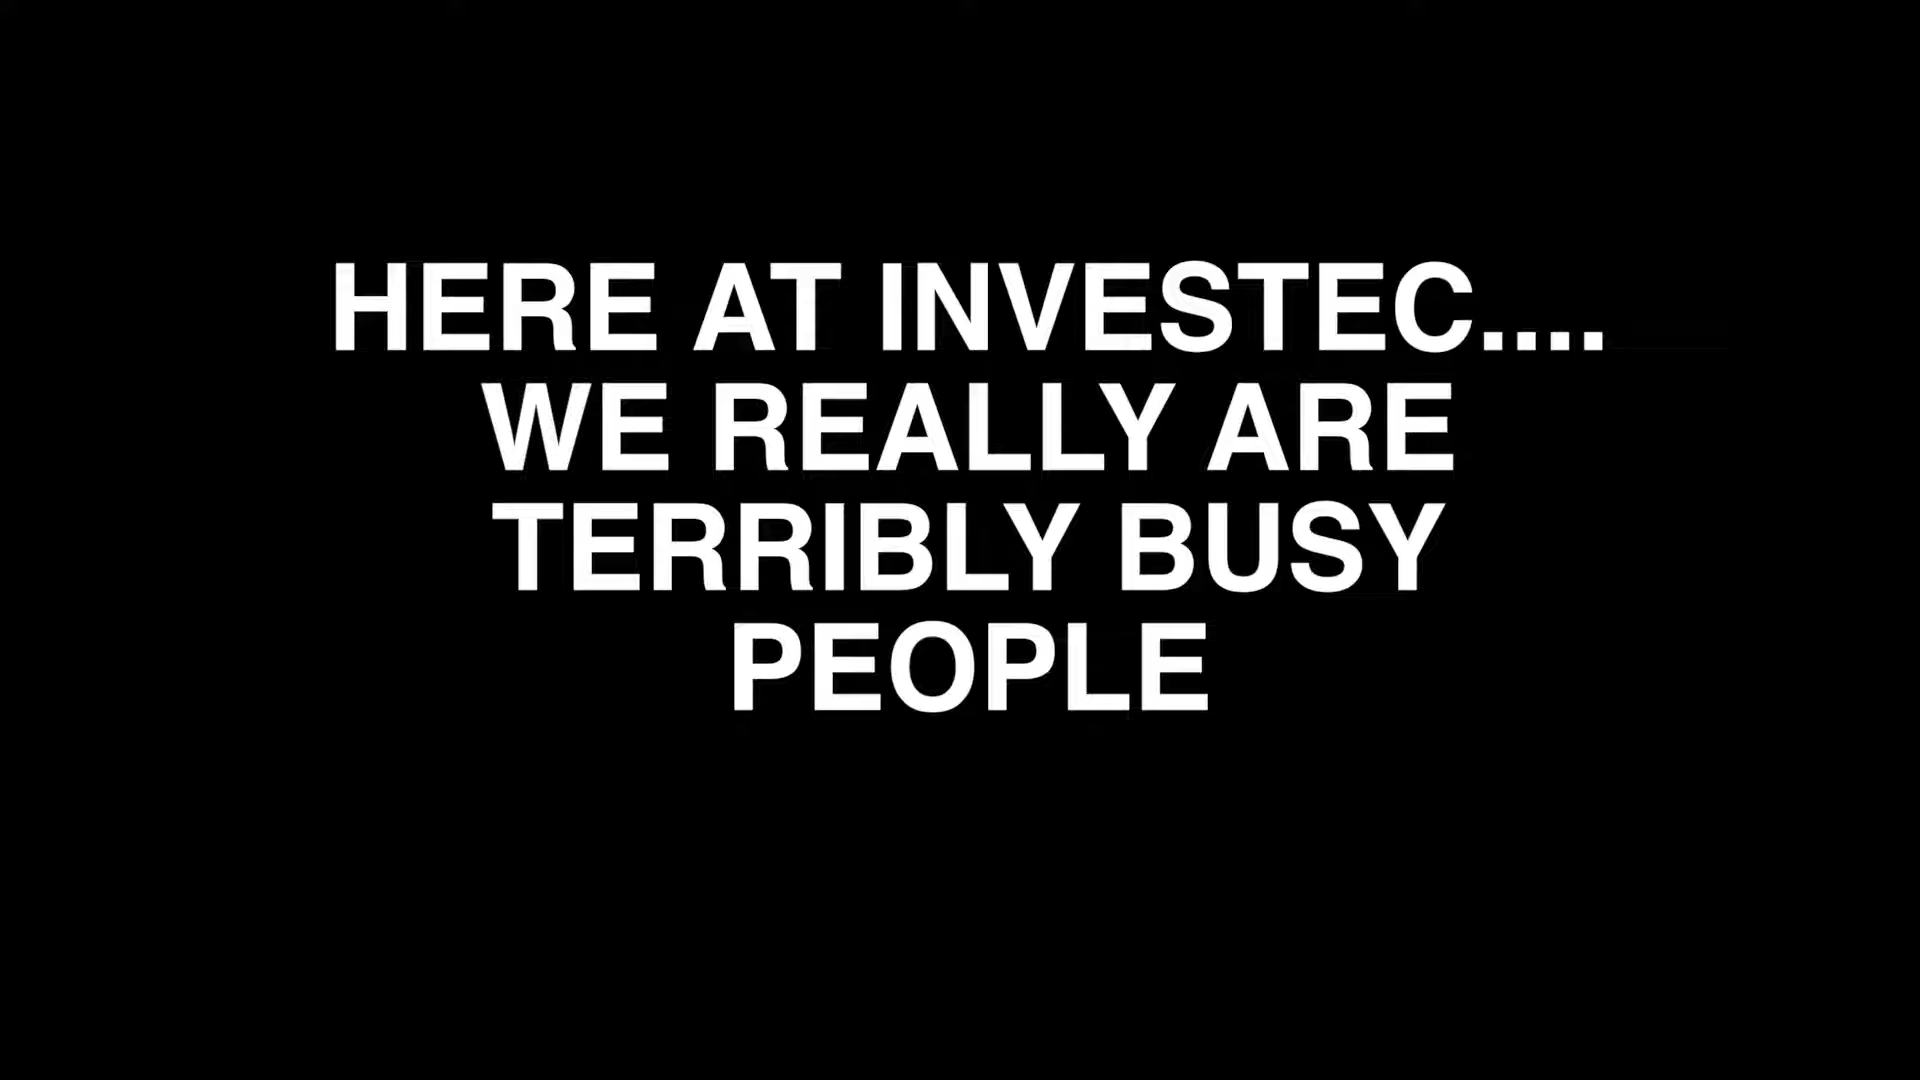 HERE AT INVESTEC....
WE REALLY ARE
TERRIBLY BUSY
PEOPLE